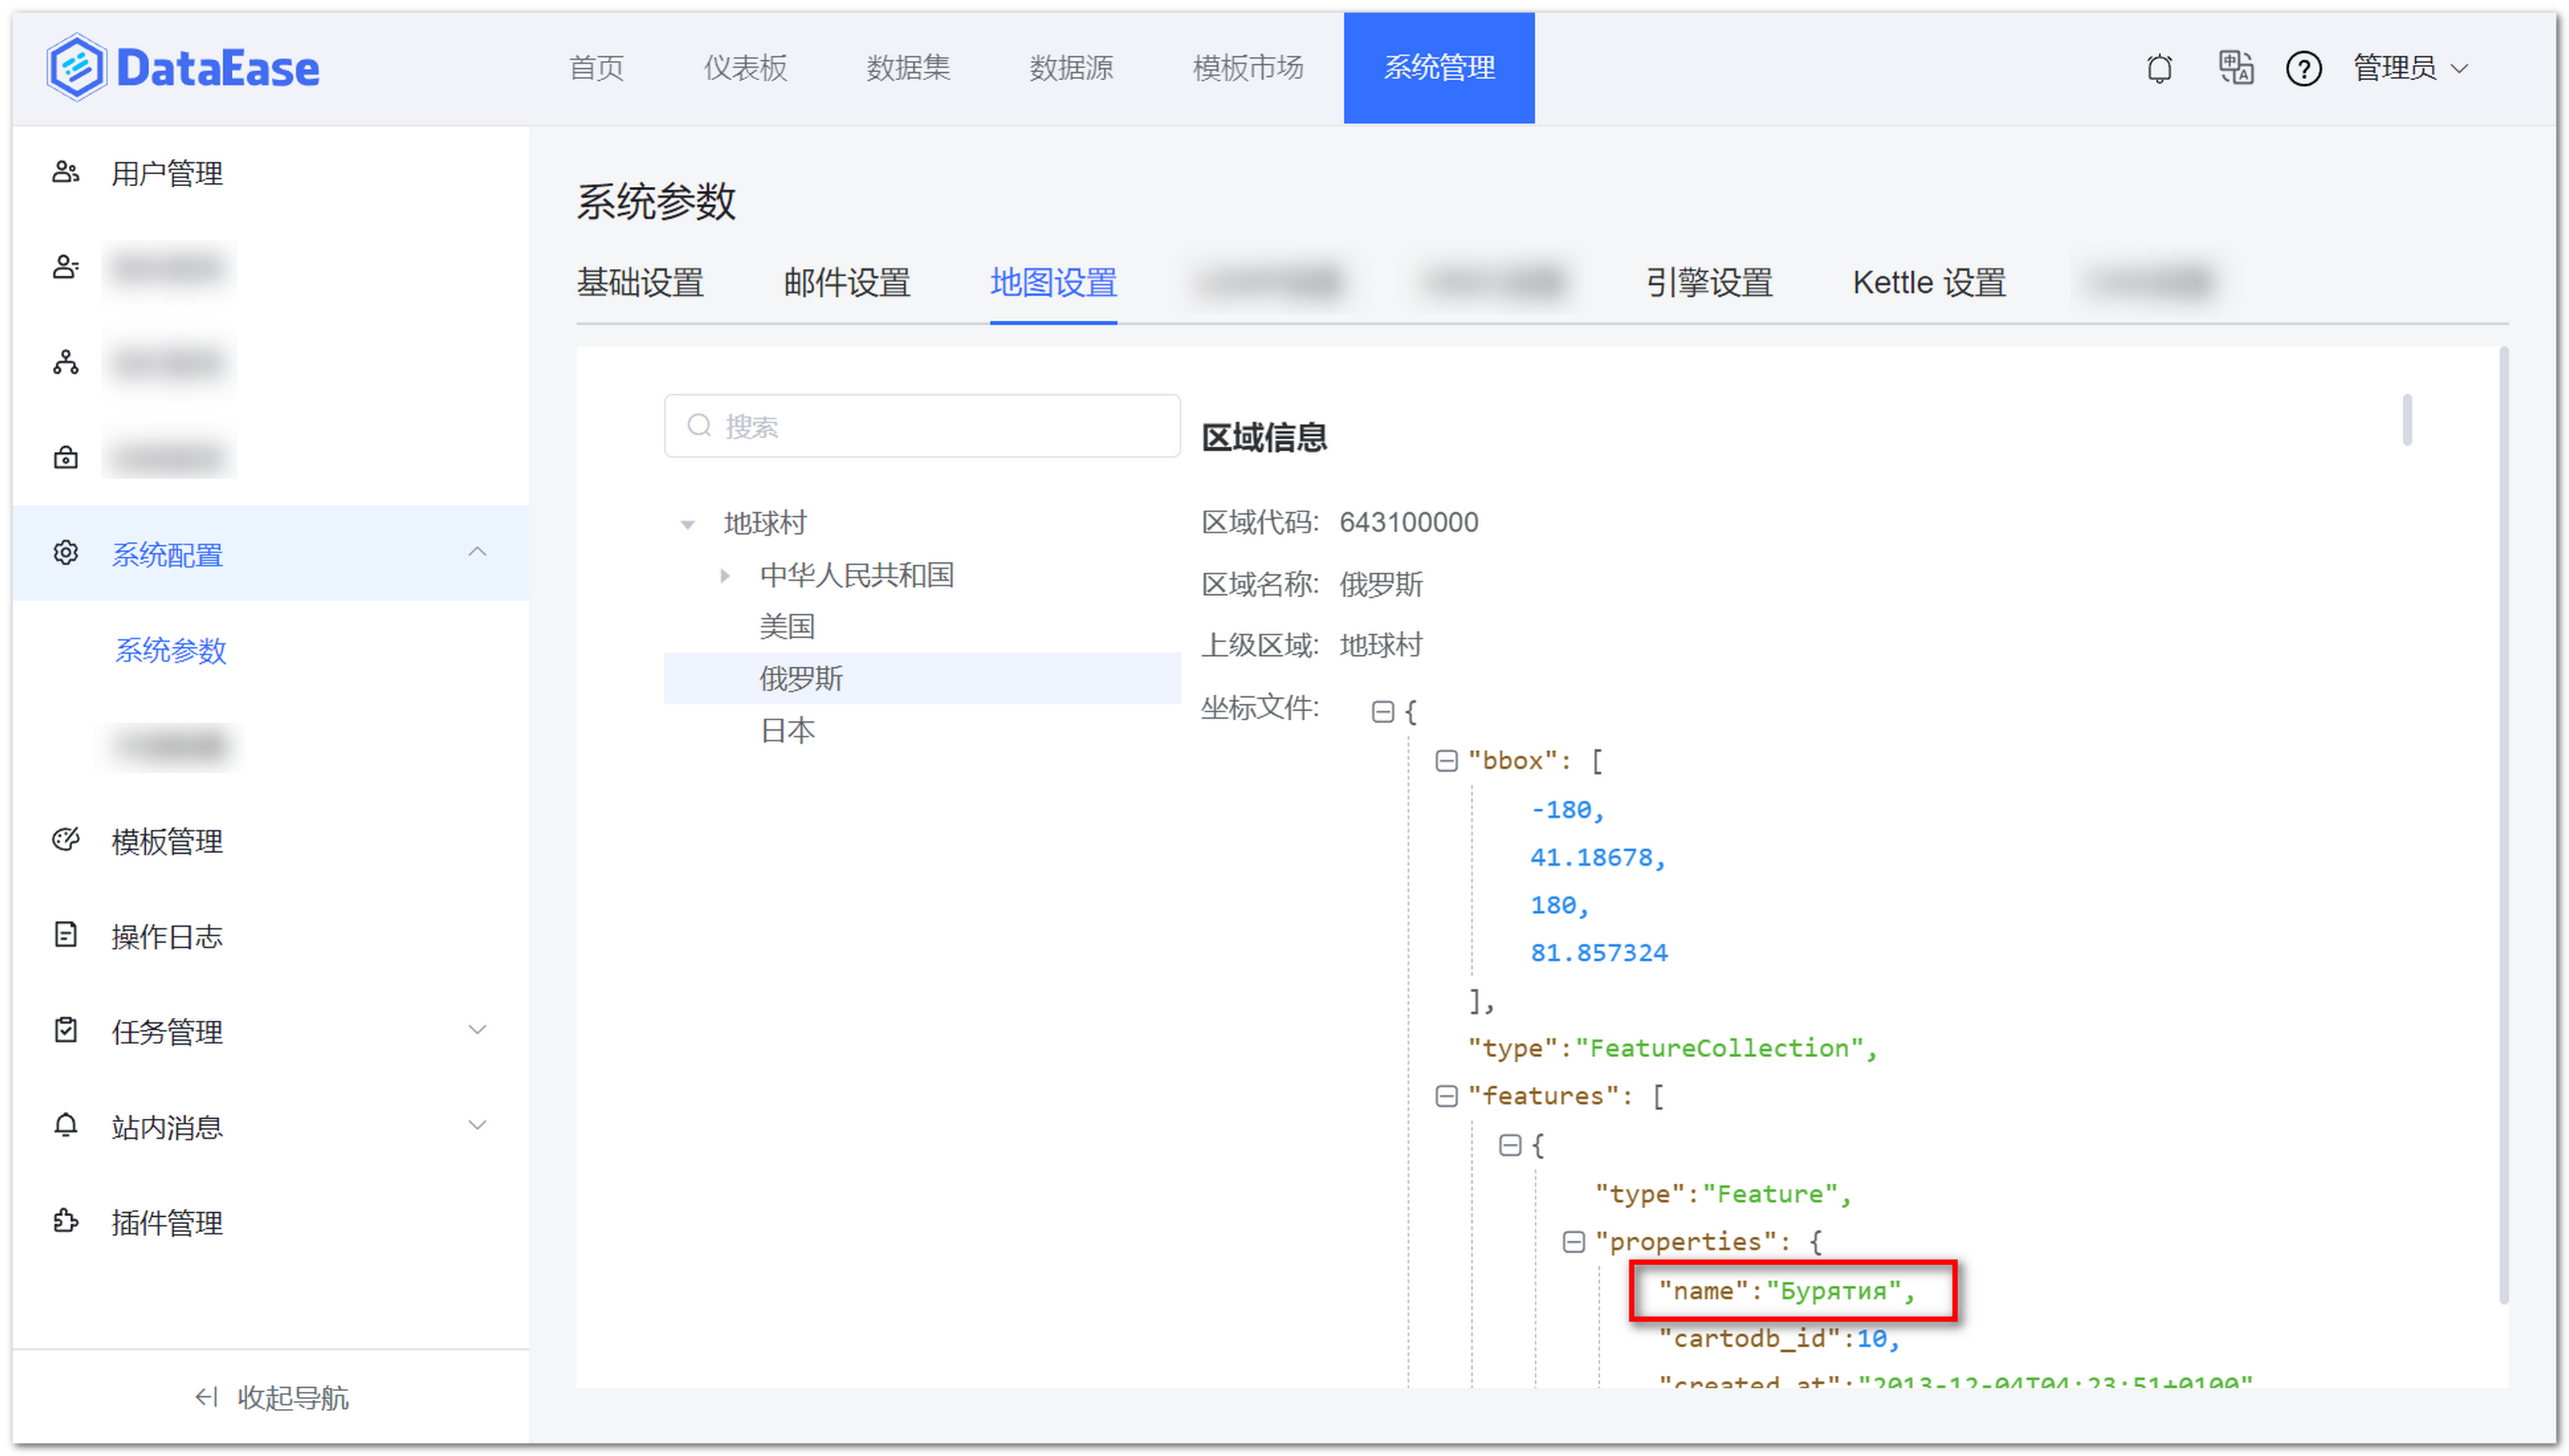 DataEase
首页 仪表板 数据集 数据源 模板市场 系统管理 管理员
用户管理
系统配置
系统参数
模板管理
操作日志
任务管理
站内消息
插件管理
收起导航
系统参数
基础设置 邮件设置 地图设置 引擎设置 Kettle 设置
搜索
地球村
中华人民共和国
美国
俄罗斯
日本
区域信息
区域代码: 643100000
区域名称: 俄罗斯
上级区域: 地球村
坐标文件: {
"bbox": [
-180,
41.18678,
180,
81.857324
],
"type":"FeatureCollection",
"features": [
{
"type":"Feature",
"properties": {
"name":"Бурятия",
"cartodb_id":10,
"created_at":"2013-12-04T04:23:51+0100"